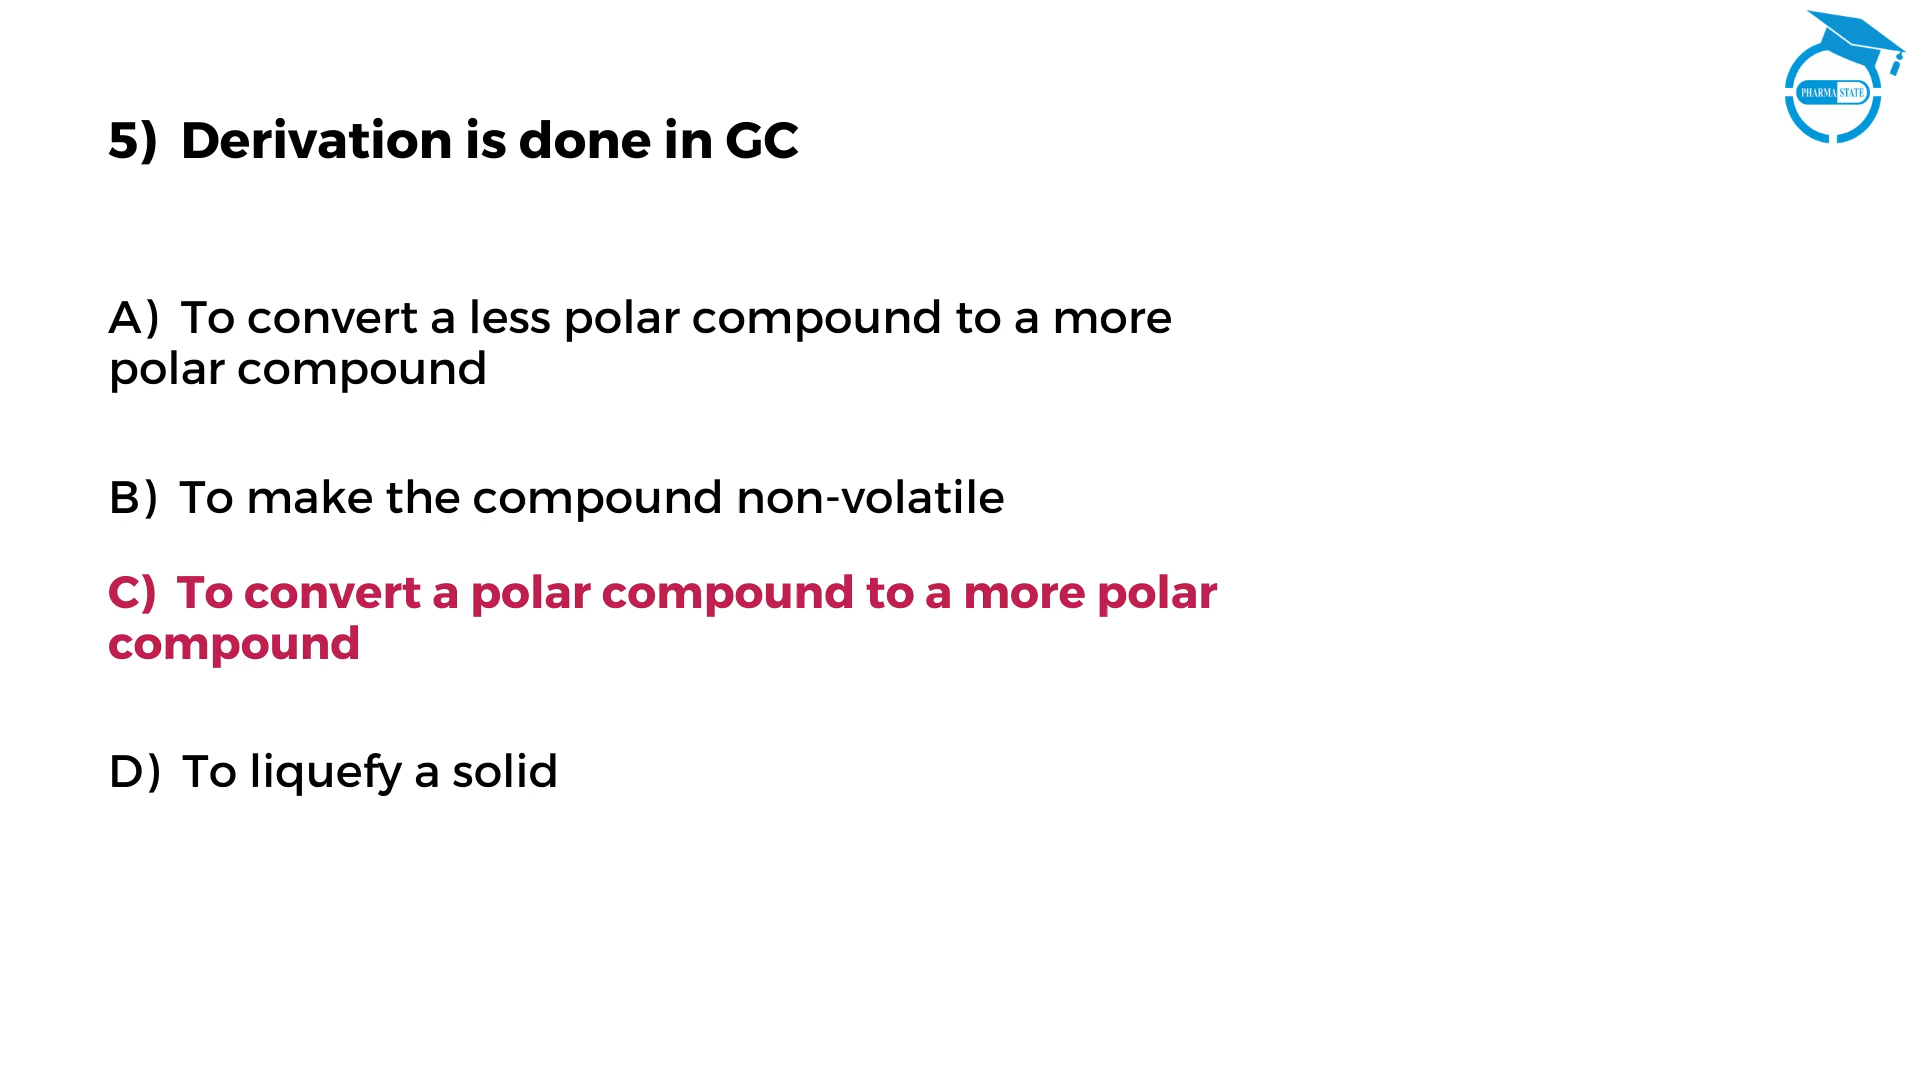 PHARMA STATE
5) Derivation is done in GC
A) To convert a less polar compound to a more
polar compound
B) To make the compound non-volatile
C) To convert a polar compound to a more polar
compound
D) To liquefy a solid